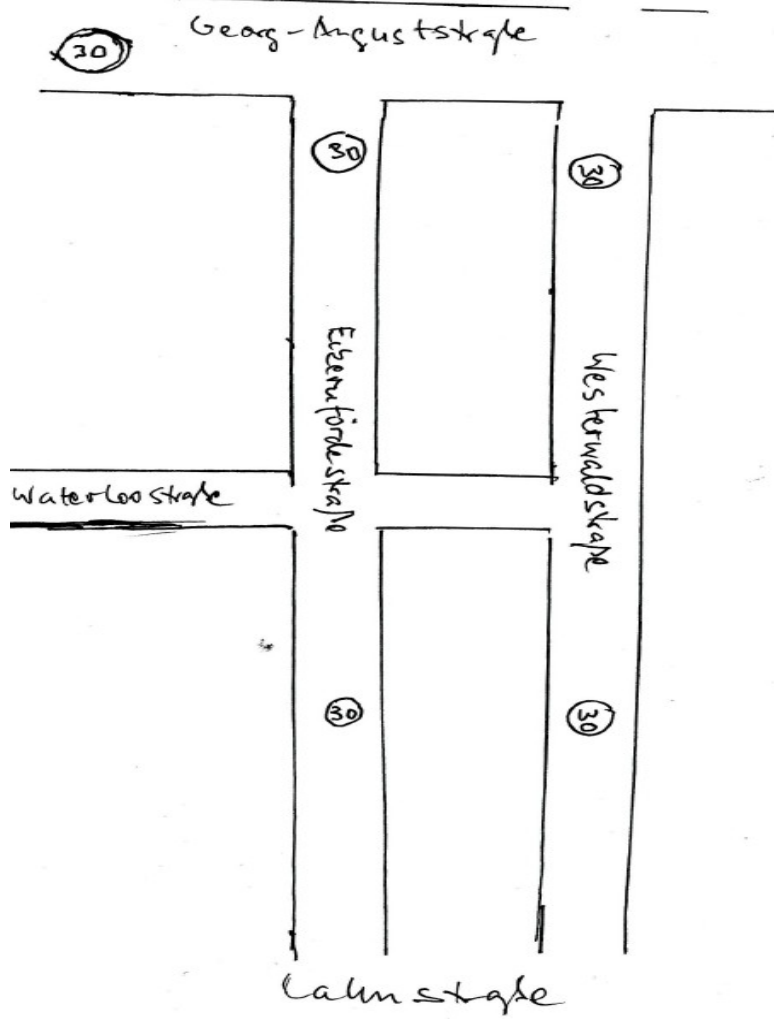 Georg-Auguststraße
30
30
30
Eckernfördestraße
Westerwaldstraße
Waterloostraße
30
30
Lahnstraße